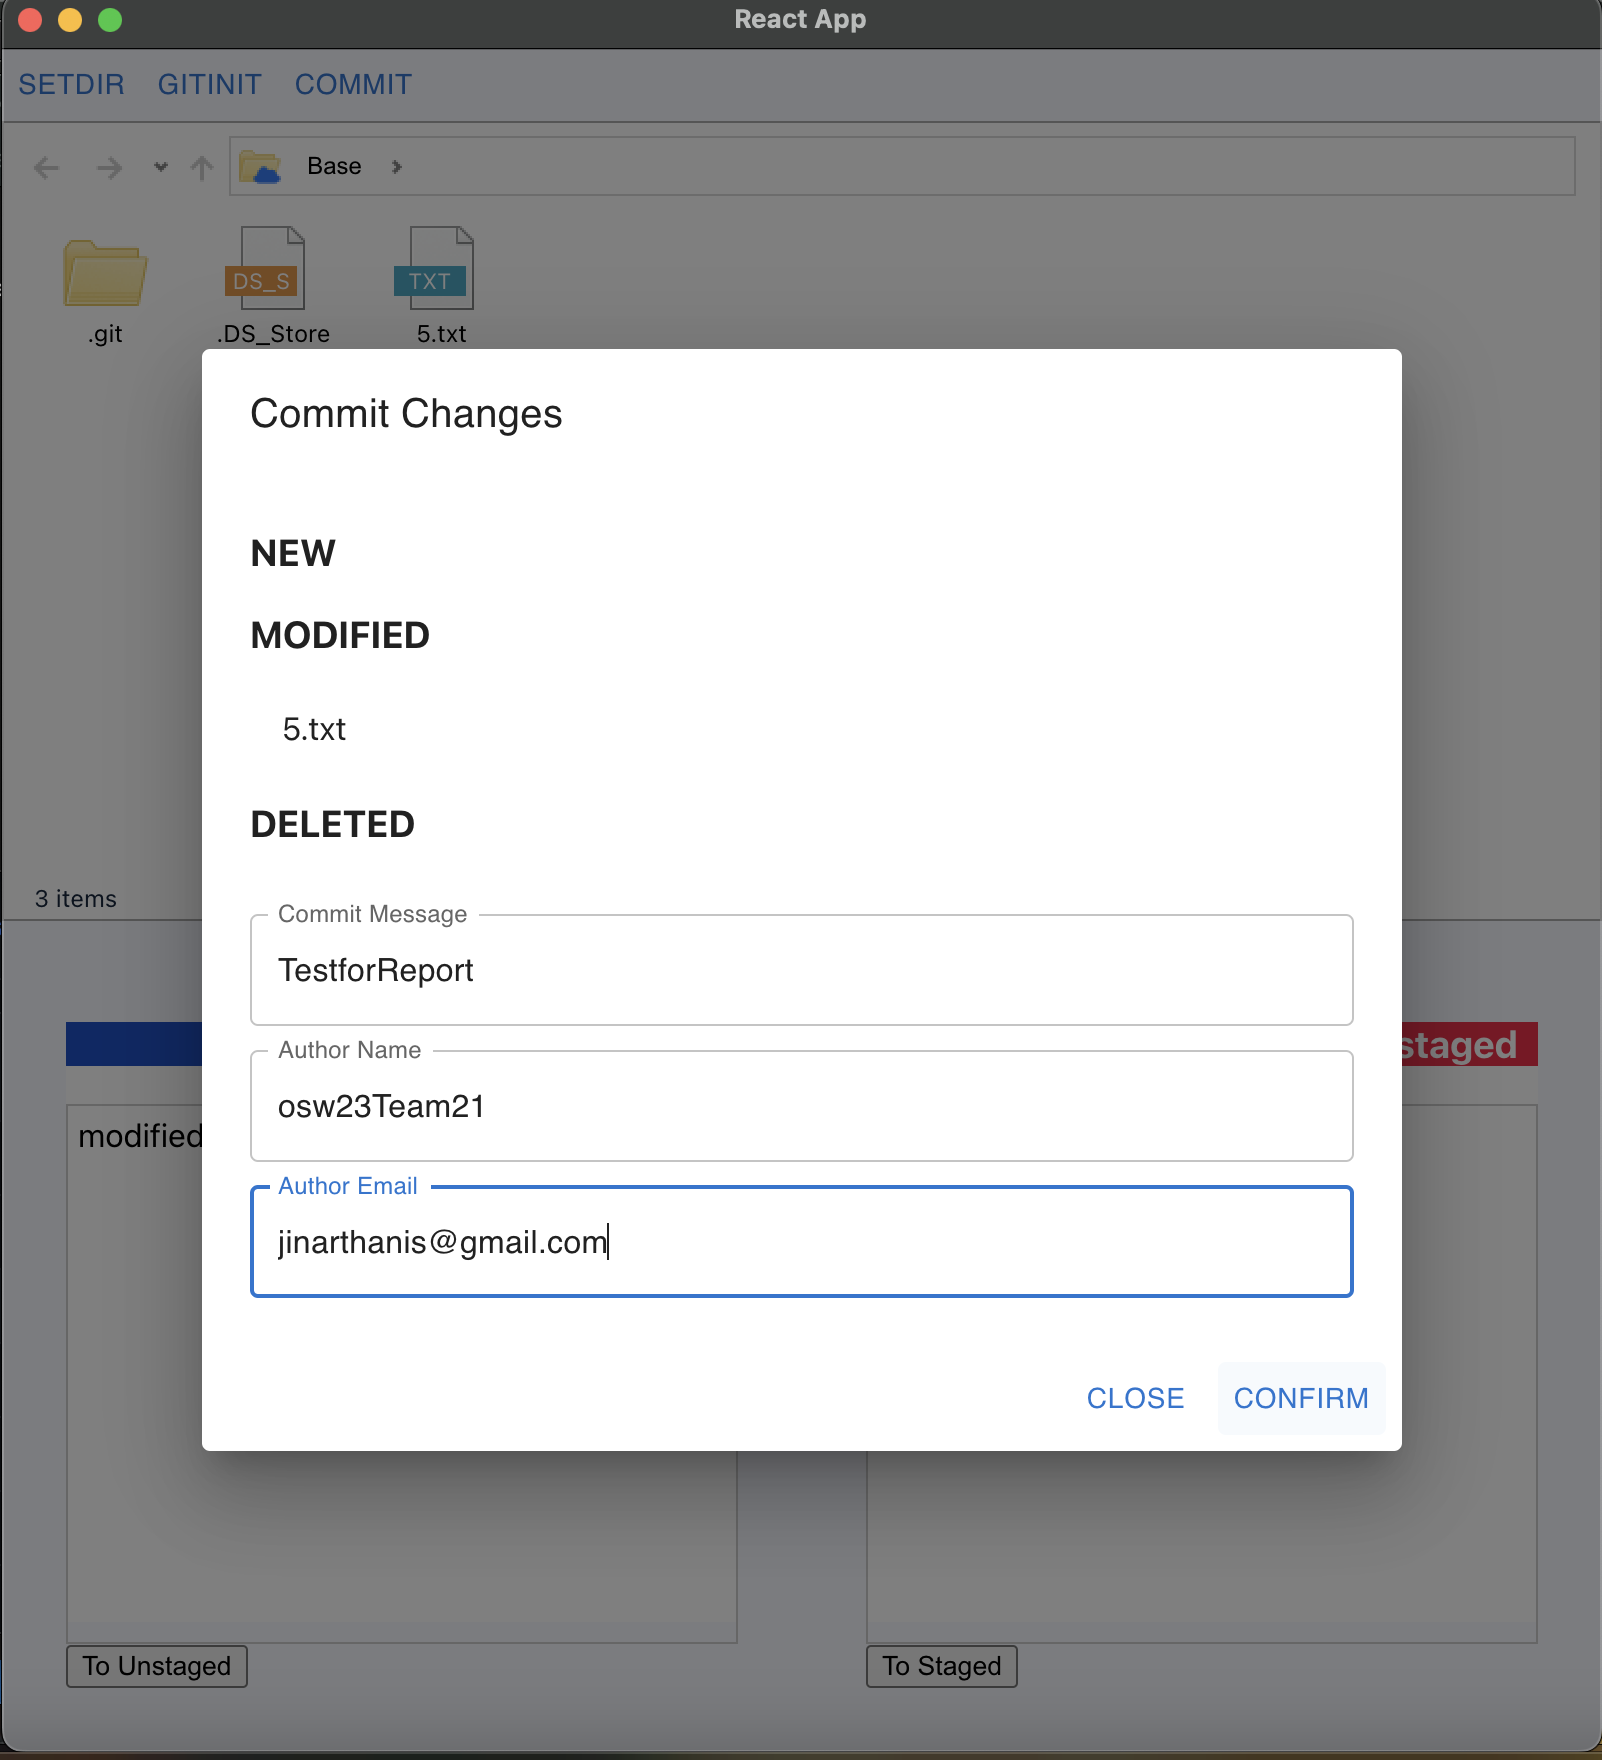 React App
SETDIR GITINIT COMMIT
Base
DS_S TXT
.git .DS_Store 5.txt
Commit Changes
NEW
MODIFIED
5.txt
DELETED
3 items
Commit Message
TestforReport
Author Name
staged
osw23Team21
modified
Author Email
jinarthanis@gmail.com
CLOSE CONFIRM
To Unstaged To Staged